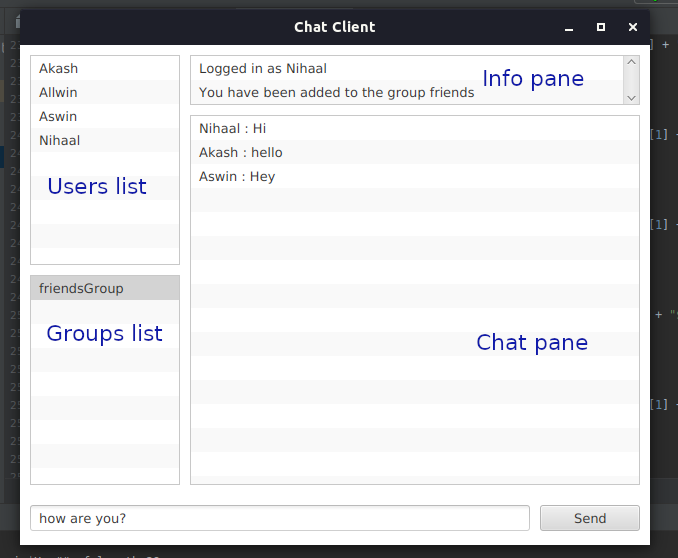 Chat Client
Akash
Allwin
Aswin
Nihaal
Users list
Logged in as Nihaal
You have been added to the group friends
Info pane
Nihaal : Hi
Akash : hello
Aswin : Hey
friendsGroup
Groups list
Chat pane
how are you?
Send